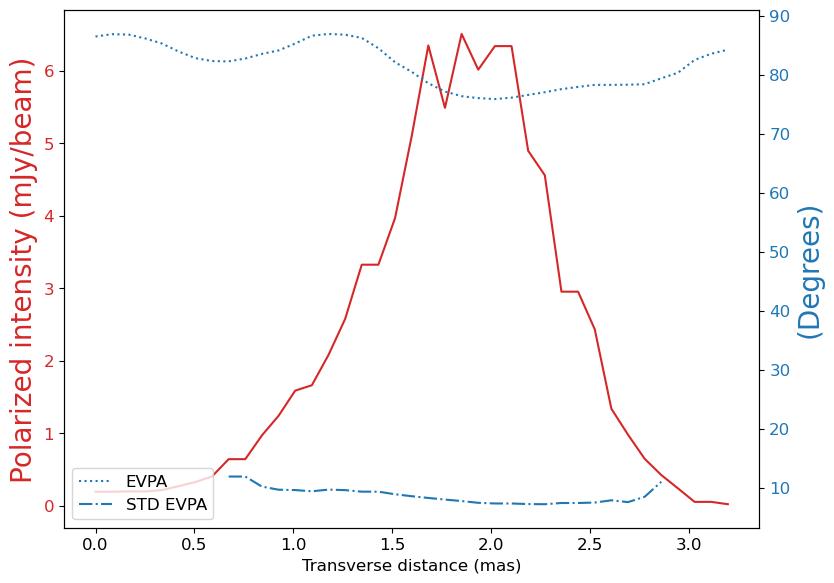 Polarized intensity (mJy/beam)
6
5
4
3
2
1
0
90
80
70
60
50
40
30
20
10
(Degrees)
EVPA
STD EVPA
0.0 0.5 1.0 1.5 2.0 2.5 3.0
Transverse distance (mas)